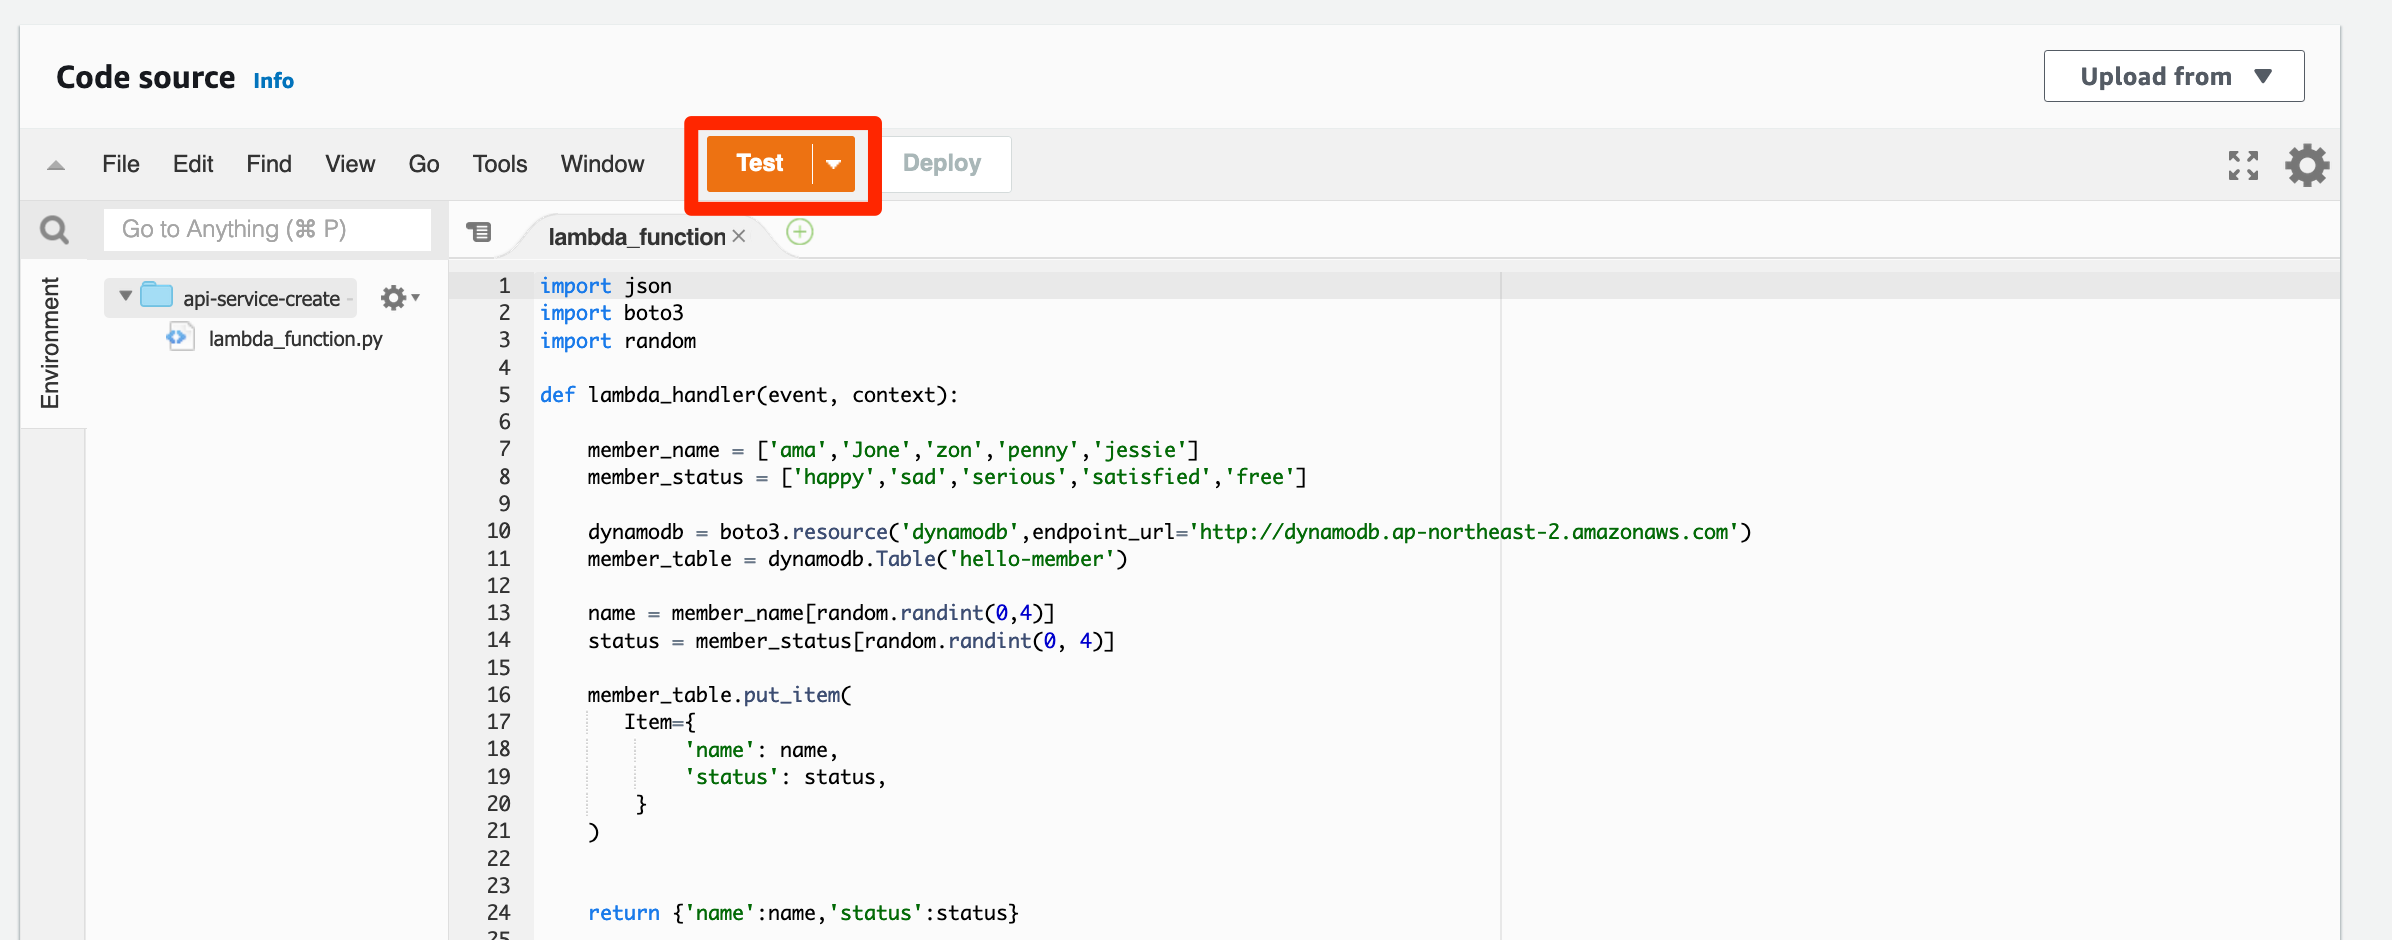 Code source Info
Upload from
File Edit Find View Go Tools Window Test Deploy
Go to Anything (⌘ P)
lambda_function
Environment
api-service-create -
lambda_function.py
1 import json
2 import boto3
3 import random
4
5 def lambda_handler(event, context):
6
7     member_name = ['ama','Jone','zon','penny','jessie']
8     member_status = ['happy','sad','serious','satisfied','free']
9
10     dynamodb = boto3.resource('dynamodb',endpoint_url='http://dynamodb.ap-northeast-2.amazonaws.com')
11     member_table = dynamodb.Table('hello-member')
12
13     name = member_name[random.randint(0,4)]
14     status = member_status[random.randint(0, 4)]
15
16     member_table.put_item(
17        Item={
18             'name': name,
19             'status': status,
20         }
21     )
22
23
24     return {'name':name,'status':status}
25